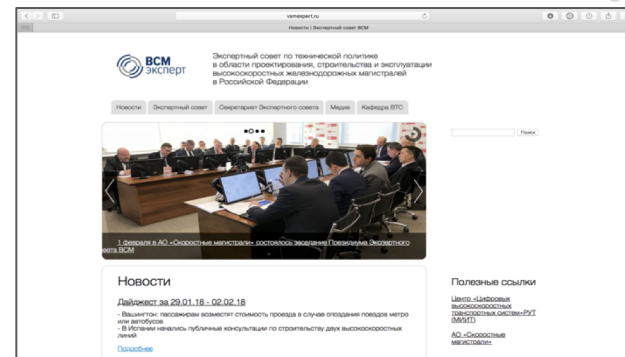 vsmexpert.ru
Новости | Экспертный совет ВСМ
ВСМ
ЭКСПЕРТ
Экспертный совет по технической политике
в области проектирования, строительства и эксплуатации
высокоскоростных железнодорожных магистралей
в Российской Федерации
Новости
Экспертный совет
Секретариат Экспертного совета
Медиа
Кафедра ВТС
Поиск
1 февраля в АО «Скоростные магистрали» состоялось заседание Президиума Экспертного
овета ВСМ
Новости
Дайджест за 29.01.18 - 02.02.18
- Вашингтон: пассажирам возместят стоимость проезда в случае опоздания поездов метро
или автобусов
- В Испании начались публичные консультации по строительству двух высокоскоростных
линий
Подробнее
Полезные ссылки
Центр «Цифровых
высокоскоростных
транспортных систем»РУТ
(МИИТ)
АО «Скоростные
магистрали»